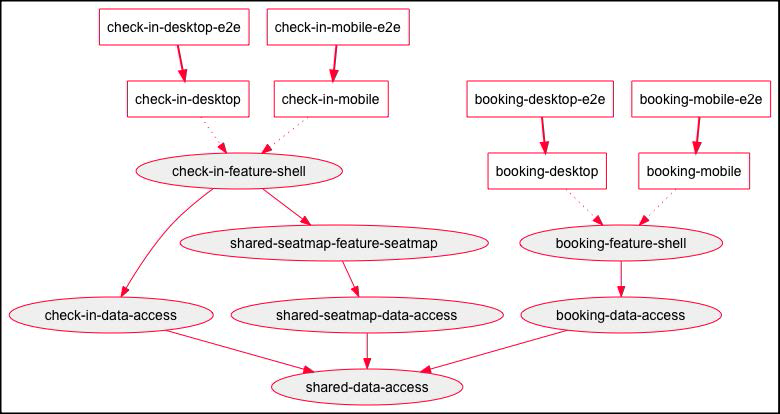 check-in-desktop-e2e
check-in-mobile-e2e
check-in-desktop
check-in-mobile
booking-desktop-e2e
booking-mobile-e2e
check-in-feature-shell
booking-desktop
booking-mobile
shared-seatmap-feature-seatmap
booking-feature-shell
check-in-data-access
shared-seatmap-data-access
booking-data-access
shared-data-access